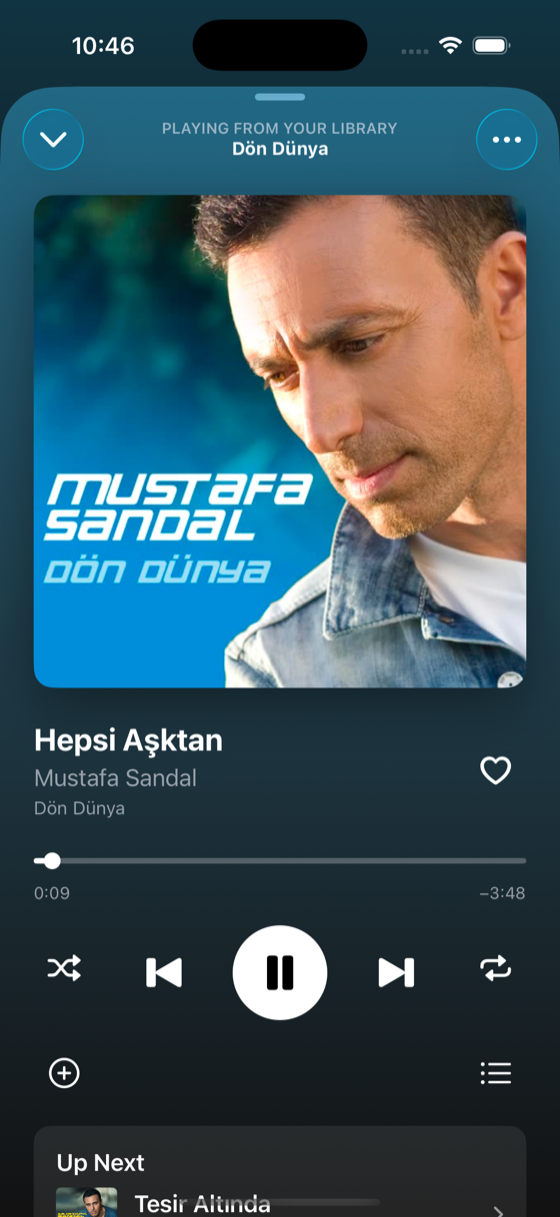 10:46
PLAYING FROM YOUR LIBRARY
Dön Dünya
MUSTAFA
SANDAL
DÖN DÜNYA
Hepsi Aşktan
Mustafa Sandal
Dön Dünya
0:09
−3:48
Up Next
Tesir Altında